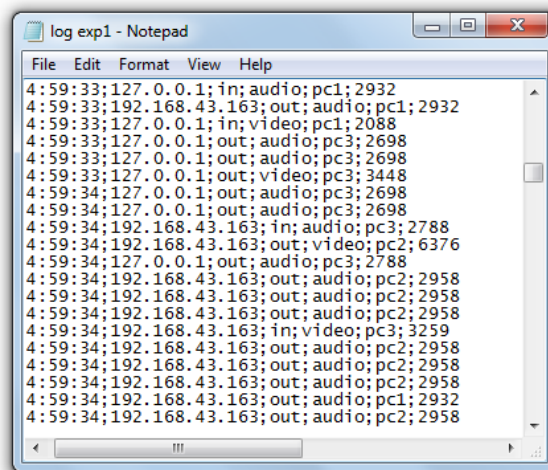 log exp1 - Notepad
File Edit Format View Help
4:59:33;127.0.0.1;in;audio;pc1;2932
4:59:33;192.168.43.163;out;audio;pc1;2932
4:59:33;127.0.0.1;in;video;pc1;2088
4:59:33;127.0.0.1;out;audio;pc3;2698
4:59:33;127.0.0.1;out;audio;pc3;2698
4:59:33;127.0.0.1;out;video;pc3;3448
4:59:34;127.0.0.1;out;audio;pc3;2698
4:59:34;127.0.0.1;out;audio;pc3;2698
4:59:34;192.168.43.163;in;audio;pc3;2788
4:59:34;192.168.43.163;out;video;pc2;6376
4:59:34;127.0.0.1;out;audio;pc3;2788
4:59:34;192.168.43.163;out;audio;pc2;2958
4:59:34;192.168.43.163;out;audio;pc2;2958
4:59:34;192.168.43.163;out;audio;pc2;2958
4:59:34;192.168.43.163;in;video;pc3;3259
4:59:34;192.168.43.163;out;audio;pc2;2958
4:59:34;192.168.43.163;out;audio;pc2;2958
4:59:34;192.168.43.163;out;audio;pc2;2958
4:59:34;192.168.43.163;out;audio;pc1;2932
4:59:34;192.168.43.163;out;audio;pc2;2958